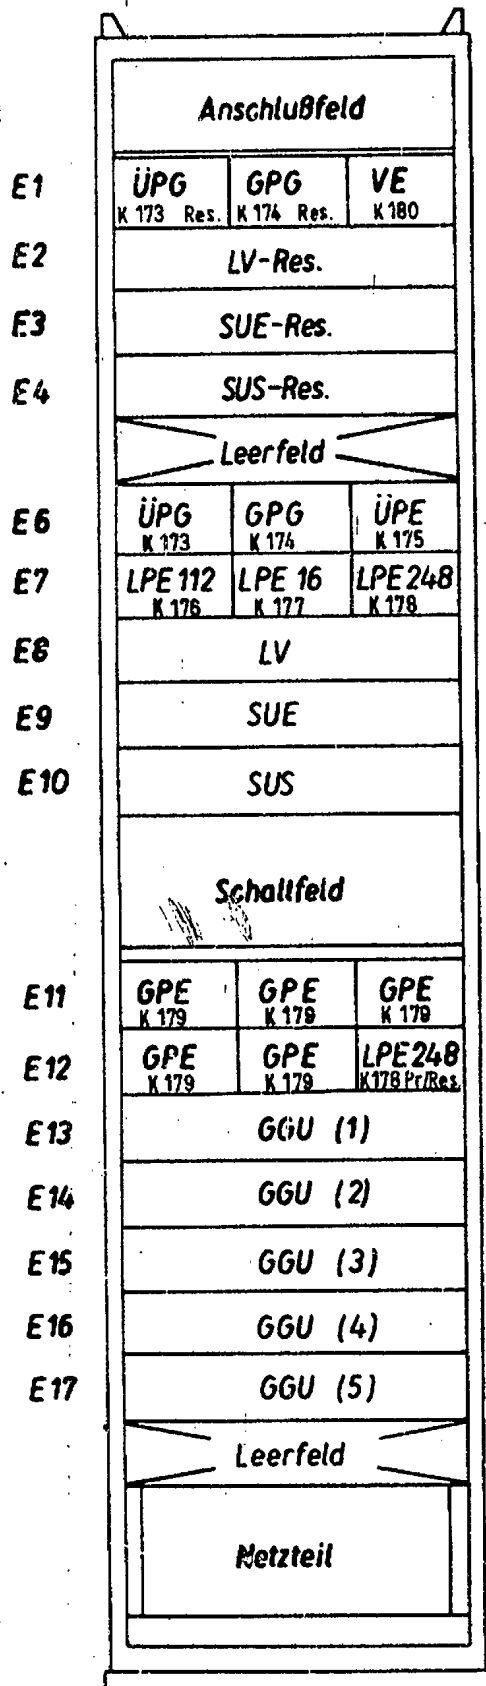 Anschlußfeld
E1 ÜPG GPG VE
K 173 Res. K 174 Res. K 180
E2 LV-Res.
E3 SUE-Res.
E4 SUS-Res.
Leerfeld
E6 ÜPG GPG ÜPE
K 173 K 174 K 175
E7 LPE 112 LPE 16 LPE 248
K 176 K 177 K 178
E8 LV
E9 SUE
E10 SUS
Schaltfeld
E11 GPE GPE GPE
K 179 K 179 K 179
E12 GPE GPE LPE 248
K 179 K 179 K178 Pr/Res.
E13 GGU (1)
E14 GGU (2)
E15 GGU (3)
E16 GGU (4)
E17 GGU (5)
Leerfeld
Netzteil